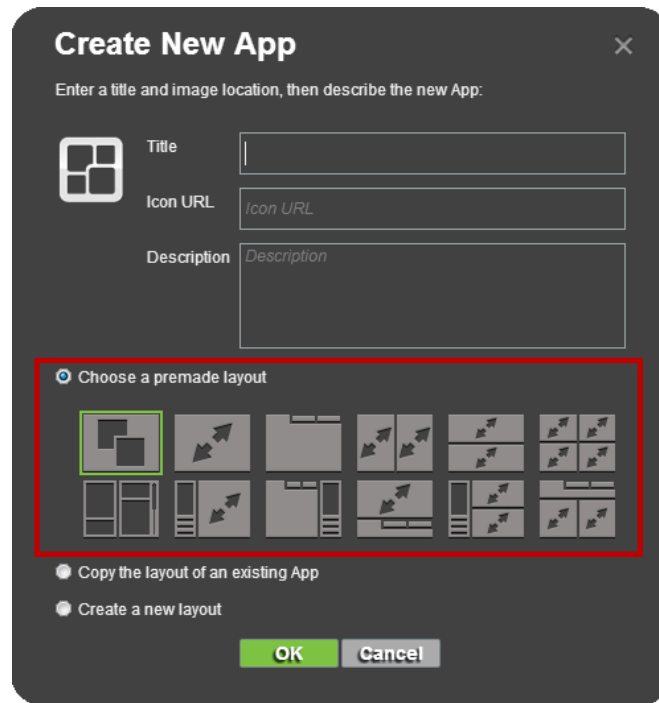 Create New App
Enter a title and image location, then describe the new App:
Title
Icon URL
Icon URL
Description
Description
Choose a premade layout
Copy the layout of an existing App
Create a new layout
OK
Cancel